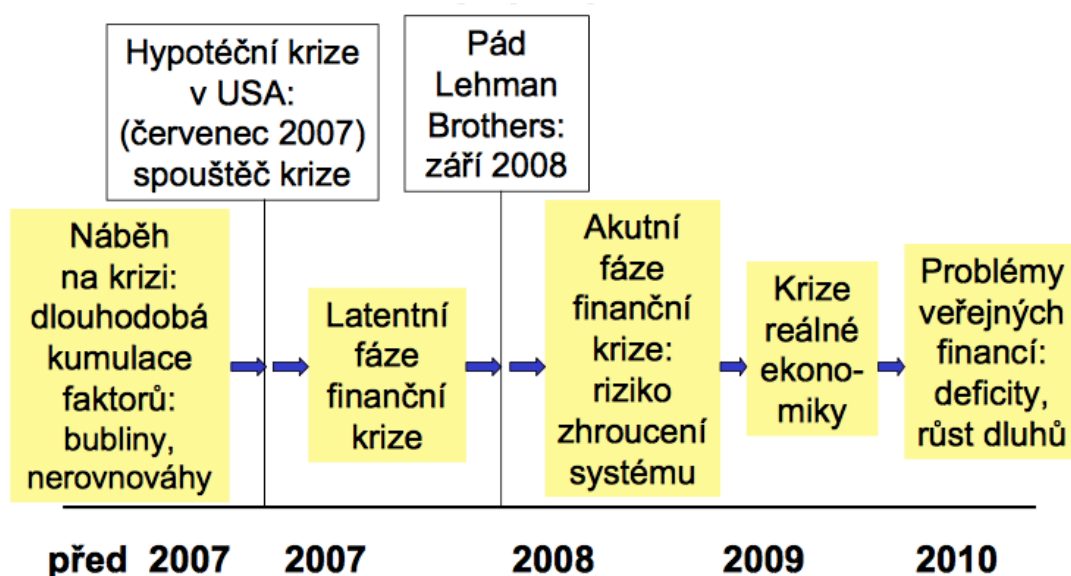 Hypotéční krize
v USA:
(červenec 2007)
spouštěč krize
Pád
Lehman
Brothers:
září 2008
Náběh
na krizi:
dlouhodobá
kumulace
faktorů:
bubliny,
nerovnováhy
Latentní
fáze
finanční
krize
Akutní
fáze
finanční
krize:
riziko
zhroucení
systému
Krize
reálné
ekono-
miky
Problémy
veřejných
financí:
deficity,
růst dluhů
před 2007 2007 2008 2009 2010